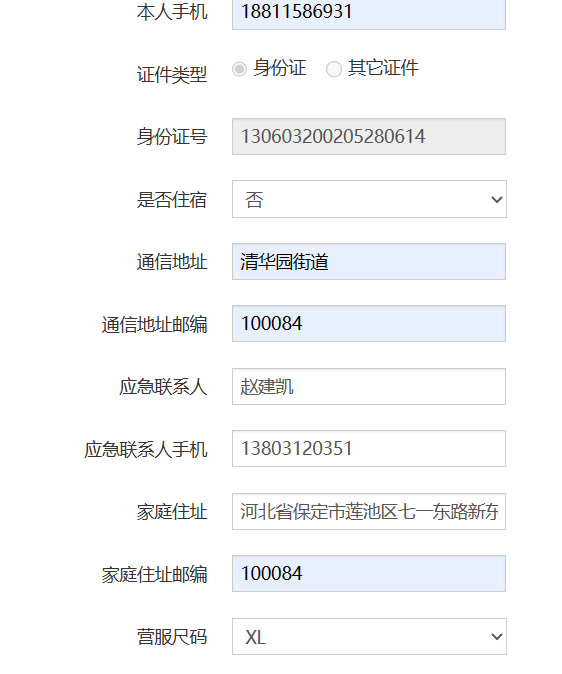 本人手机 18811586931
证件类型 身份证 其它证件
身份证号 130603200205280614
是否住宿 否
通信地址 清华园街道
通信地址邮编 100084
应急联系人 赵建凯
应急联系人手机 13803120351
家庭住址 河北省保定市莲池区七一东路新东
家庭住址邮编 100084
营服尺码 XL